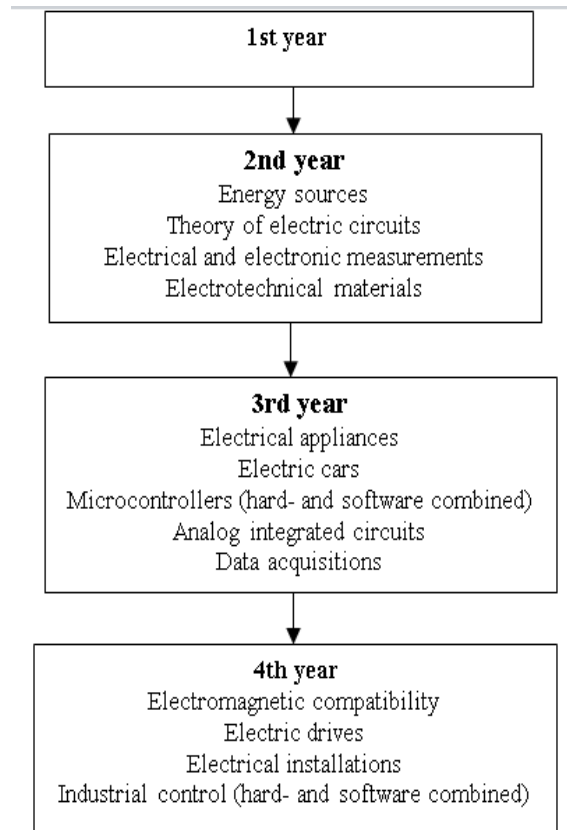 1st year
2nd year
Energy sources
Theory of electric circuits
Electrical and electronic measurements
Electrotechnical materials
3rd year
Electrical appliances
Electric cars
Microcontrollers (hard- and software combined)
Analog integrated circuits
Data acquisitions
4th year
Electromagnetic compatibility
Electric drives
Electrical installations
Industrial control (hard- and software combined)